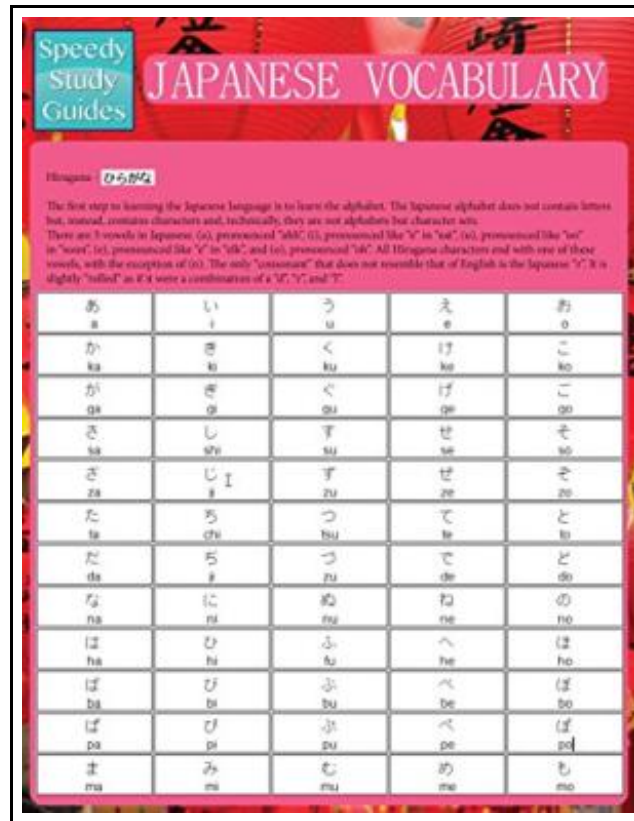 Speedy
Study
Guides
JAPANESE VOCABULARY
Hiragana - ひらがな
The first step to learning the Japanese language is to learn the alphabet. The Japanese alphabet does not contain letters
but, instead, contains characters and, technically, they are not alphabets but character sets.
There are 5 vowels in Japanese. (a), pronounced "ahh", (i), pronounced like "e" in "eat", (u), pronounced like "oo"
in "soon", (e), pronounced like "e" in "elk", and (o), pronounced "oh". All Hiragana characters end with one of these
vowels, with the exception of (n). The only "consonant" that does not resemble that of English is the Japanese "r". It is
slightly "rolled" as if it were a combination of a "d", "r", and "l".
あ い う え お
a i u e o
か き く け こ
ka ki ku ke ko
が ぎ ぐ げ ご
ga gi gu ge go
さ し す せ そ
sa shi su se so
ざ じ ず ぜ ぞ
za ji zu ze zo
た ち つ て と
ta chi tsu te to
だ ぢ づ で ど
da ji zu de do
な に ぬ ね の
na ni nu ne no
は ひ ふ へ ほ
ha hi fu he ho
ば び ぶ べ ぼ
ba bi bu be bo
ぱ ぴ ぷ ぺ ぽ
pa pi pu pe po
ま み む め も
ma mi mu me mo